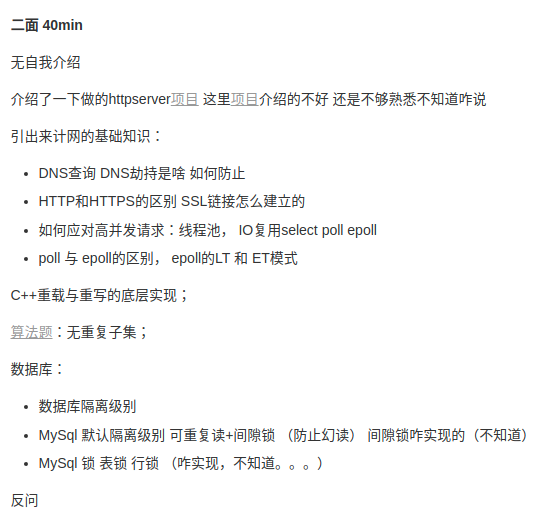 二面 40min
无自我介绍
介绍了一下做的httpserver项目 这里项目介绍的不好 还是不够熟悉不知道咋说
引出来计网的基础知识：
• DNS查询 DNS劫持是啥 如何防止
• HTTP和HTTPS的区别 SSL链接怎么建立的
• 如何应对高并发请求：线程池， IO复用select poll epoll
• poll 与 epoll的区别， epoll的LT 和 ET模式
C++重载与重写的底层实现；
算法题：无重复子集；
数据库：
• 数据库隔离级别
• MySql 默认隔离级别 可重复读+间隙锁 （防止幻读） 间隙锁咋实现的（不知道）
• MySql 锁 表锁 行锁 （咋实现，不知道。。。）
反问